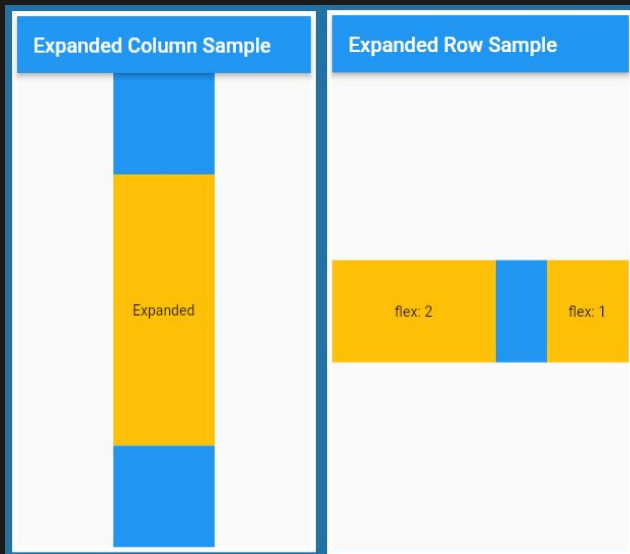 Expanded Column Sample
Expanded
Expanded Row Sample
flex: 2
flex: 1